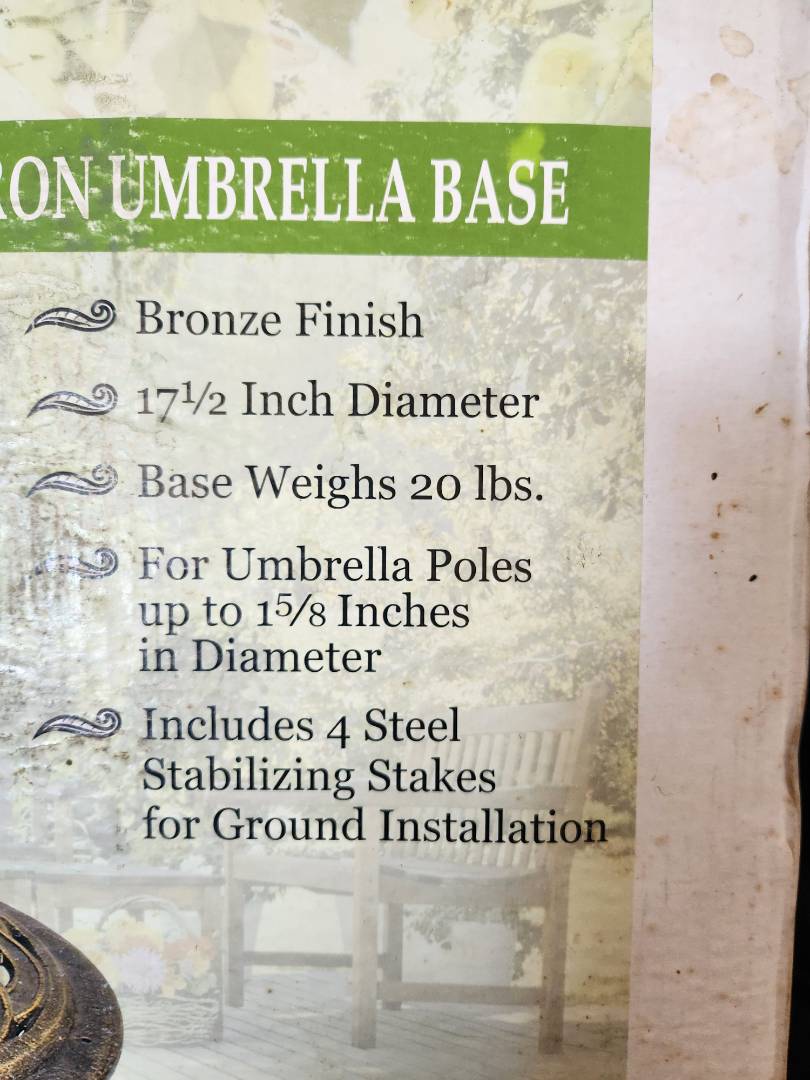 RON UMBRELLA BASE
Bronze Finish
17½ Inch Diameter
Base Weighs 20 lbs.
For Umbrella Poles
up to 1⅝ Inches
in Diameter
Includes 4 Steel
Stabilizing Stakes
for Ground Installation